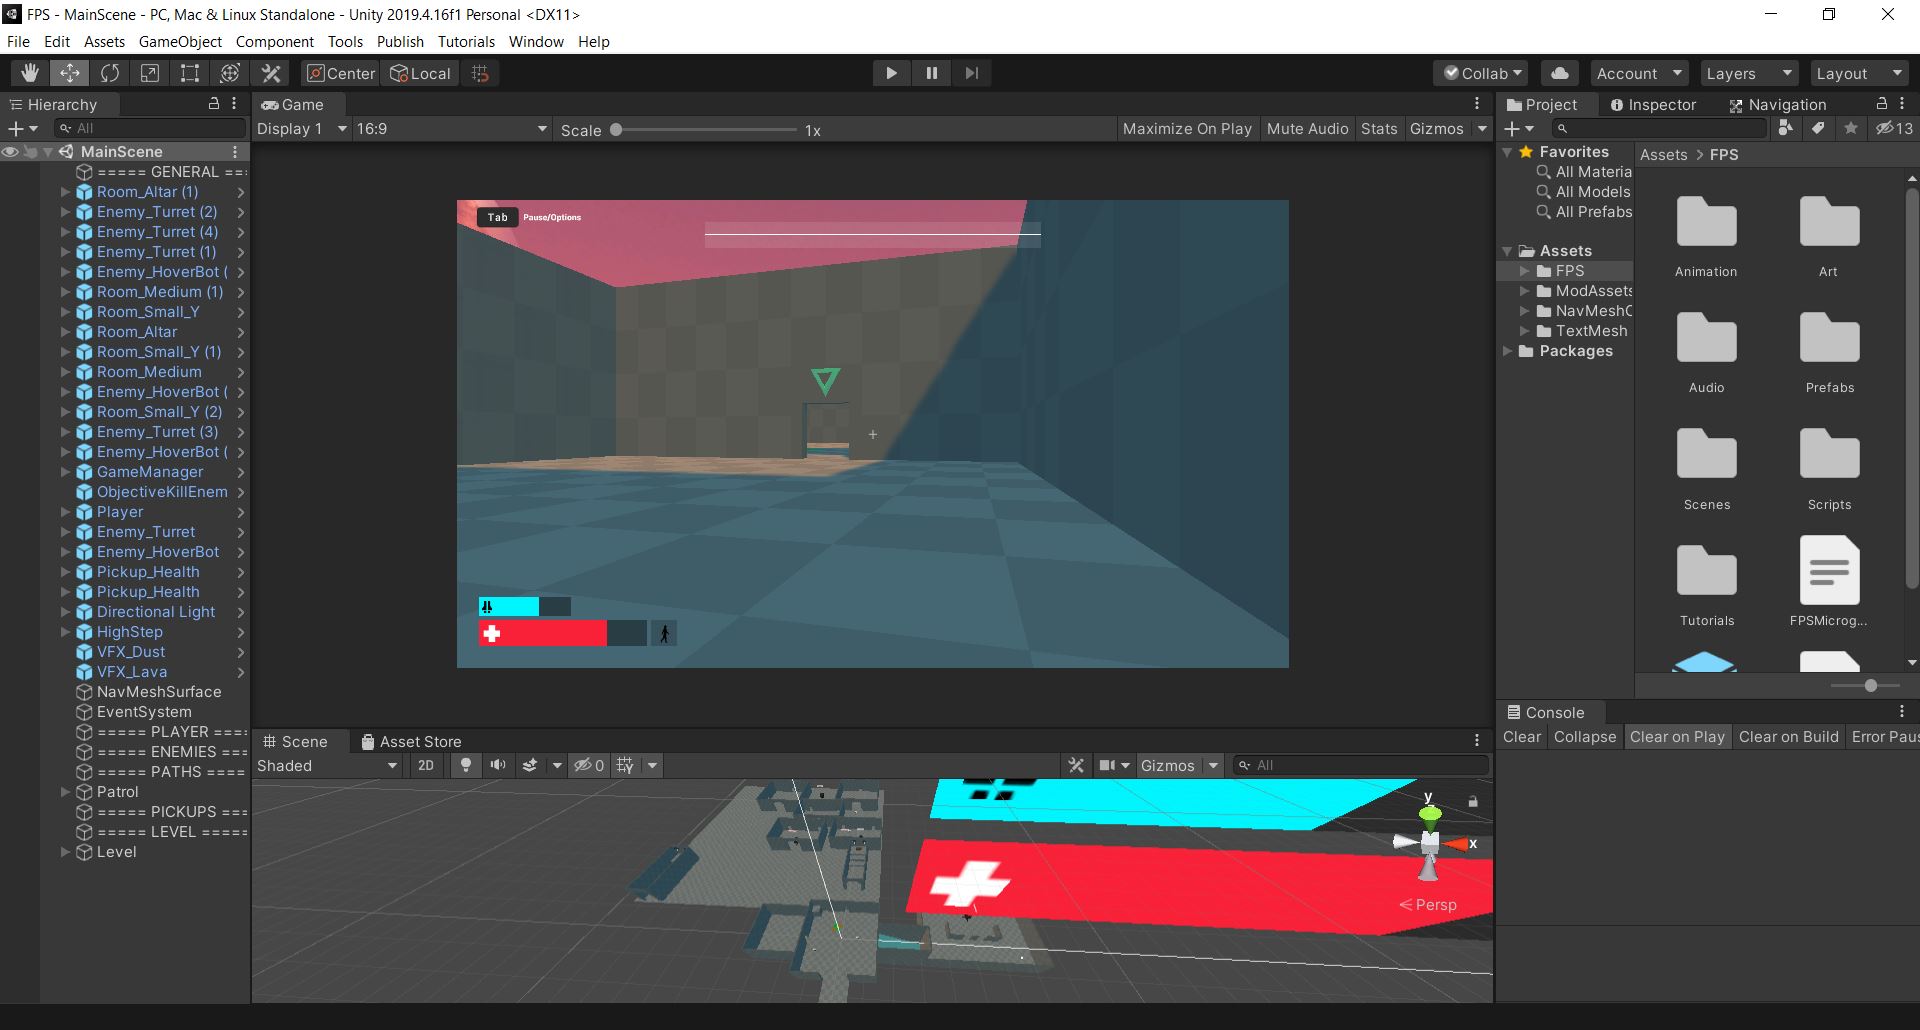 FPS - MainScene - PC, Mac & Linux Standalone - Unity 2019.4.16f1 Personal <DX11>
File Edit Assets GameObject Component Tools Publish Tutorials Window Help
Center Local Collab Account Layers Layout
Hierarchy
All
MainScene
===== GENERAL ===
Room_Altar (1)
Enemy_Turret (2)
Enemy_Turret (4)
Enemy_Turret (1)
Enemy_HoverBot (
Room_Medium (1)
Room_Small_Y
Room_Altar
Room_Small_Y (1)
Room_Medium
Enemy_HoverBot (
Room_Small_Y (2)
Enemy_Turret (3)
Enemy_HoverBot (
GameManager
ObjectiveKillEnem
Player
Enemy_Turret
Enemy_HoverBot
Pickup_Health
Pickup_Health
Directional Light
HighStep
VFX_Dust
VFX_Lava
NavMeshSurface
EventSystem
===== PLAYER ====
===== ENEMIES ===
===== PATHS ====
Patrol
===== PICKUPS ===
===== LEVEL =====
Level
Game
Display 1 16:9 Scale 1x Maximize On Play Mute Audio Stats Gizmos
Tab Pause/Options
Scene Asset Store
Shaded 2D 0 Gizmos All
y
x
Persp
Project Inspector Navigation
13
Favorites
All Materia
All Models
All Prefabs
Assets
FPS
ModAssets
NavMeshC
TextMesh
Packages
Assets > FPS
Animation Art
Audio Prefabs
Scenes Scripts
Tutorials FPSMicrog...
Console
Clear Collapse Clear on Play Clear on Build Error Paus